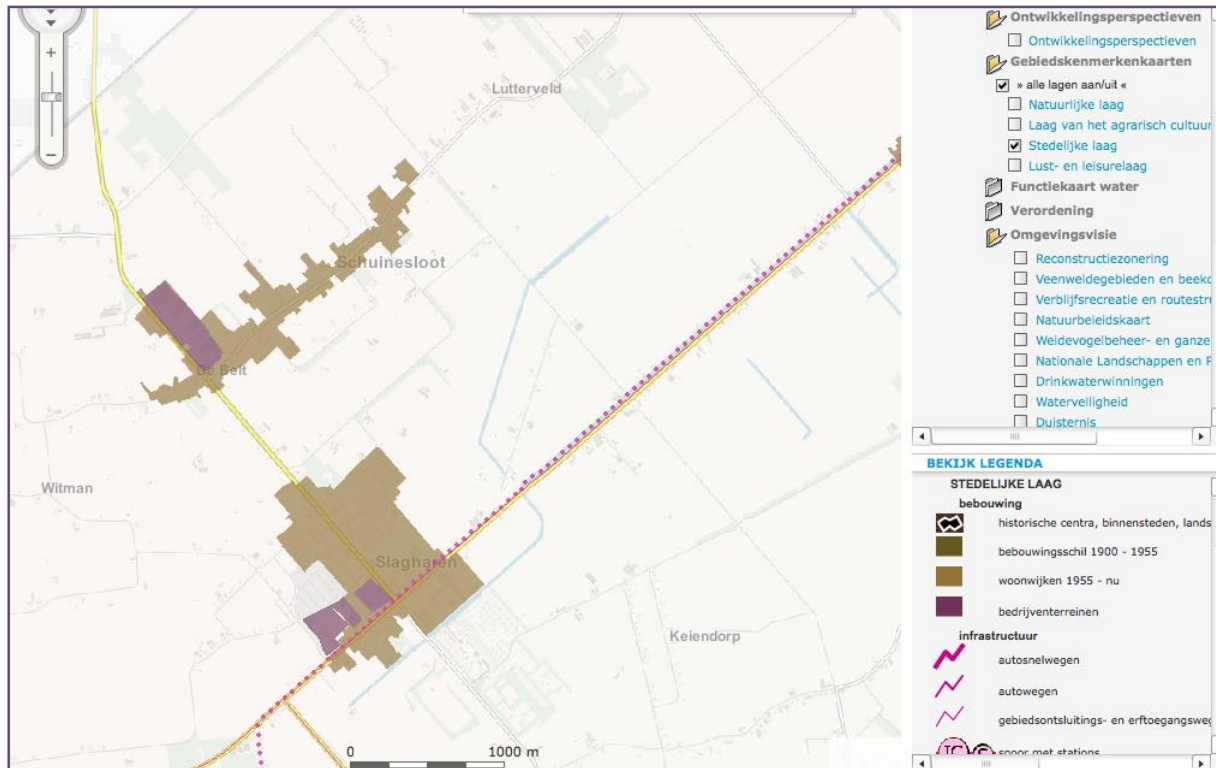 Lutterveld
Schuinesloot
De Belt
Witman
Slagharen
Keiendorp
0 1000 m
Ontwikkelingsperspectieven
Ontwikkelingsperspectieven
Gebiedskenmerkenkaarten
» alle lagen aan/uit «
Natuurlijke laag
Laag van het agrarisch cultuur
Stedelijke laag
Lust- en leisurelaag
Functiekaart water
Verordening
Omgevingsvisie
Reconstructiezonering
Veenweidegebieden en beekd
Verblijfsrecreatie en routestru
Natuurbeleidskaart
Weidevogelbeheer- en ganze
Nationale Landschappen en
Drinkwaterwinningen
Waterveiligheid
Duisternis
BEKIJK LEGENDA
STEDELIJKE LAAG
bebouwing
historische centra, binnensteden, lands
bebouwingsschil 1900 - 1955
woonwijken 1955 - nu
bedrijventerreinen
infrastructuur
autosnelwegen
autowegen
gebiedsontsluitings- en erftoegangsweg
spoor met stations